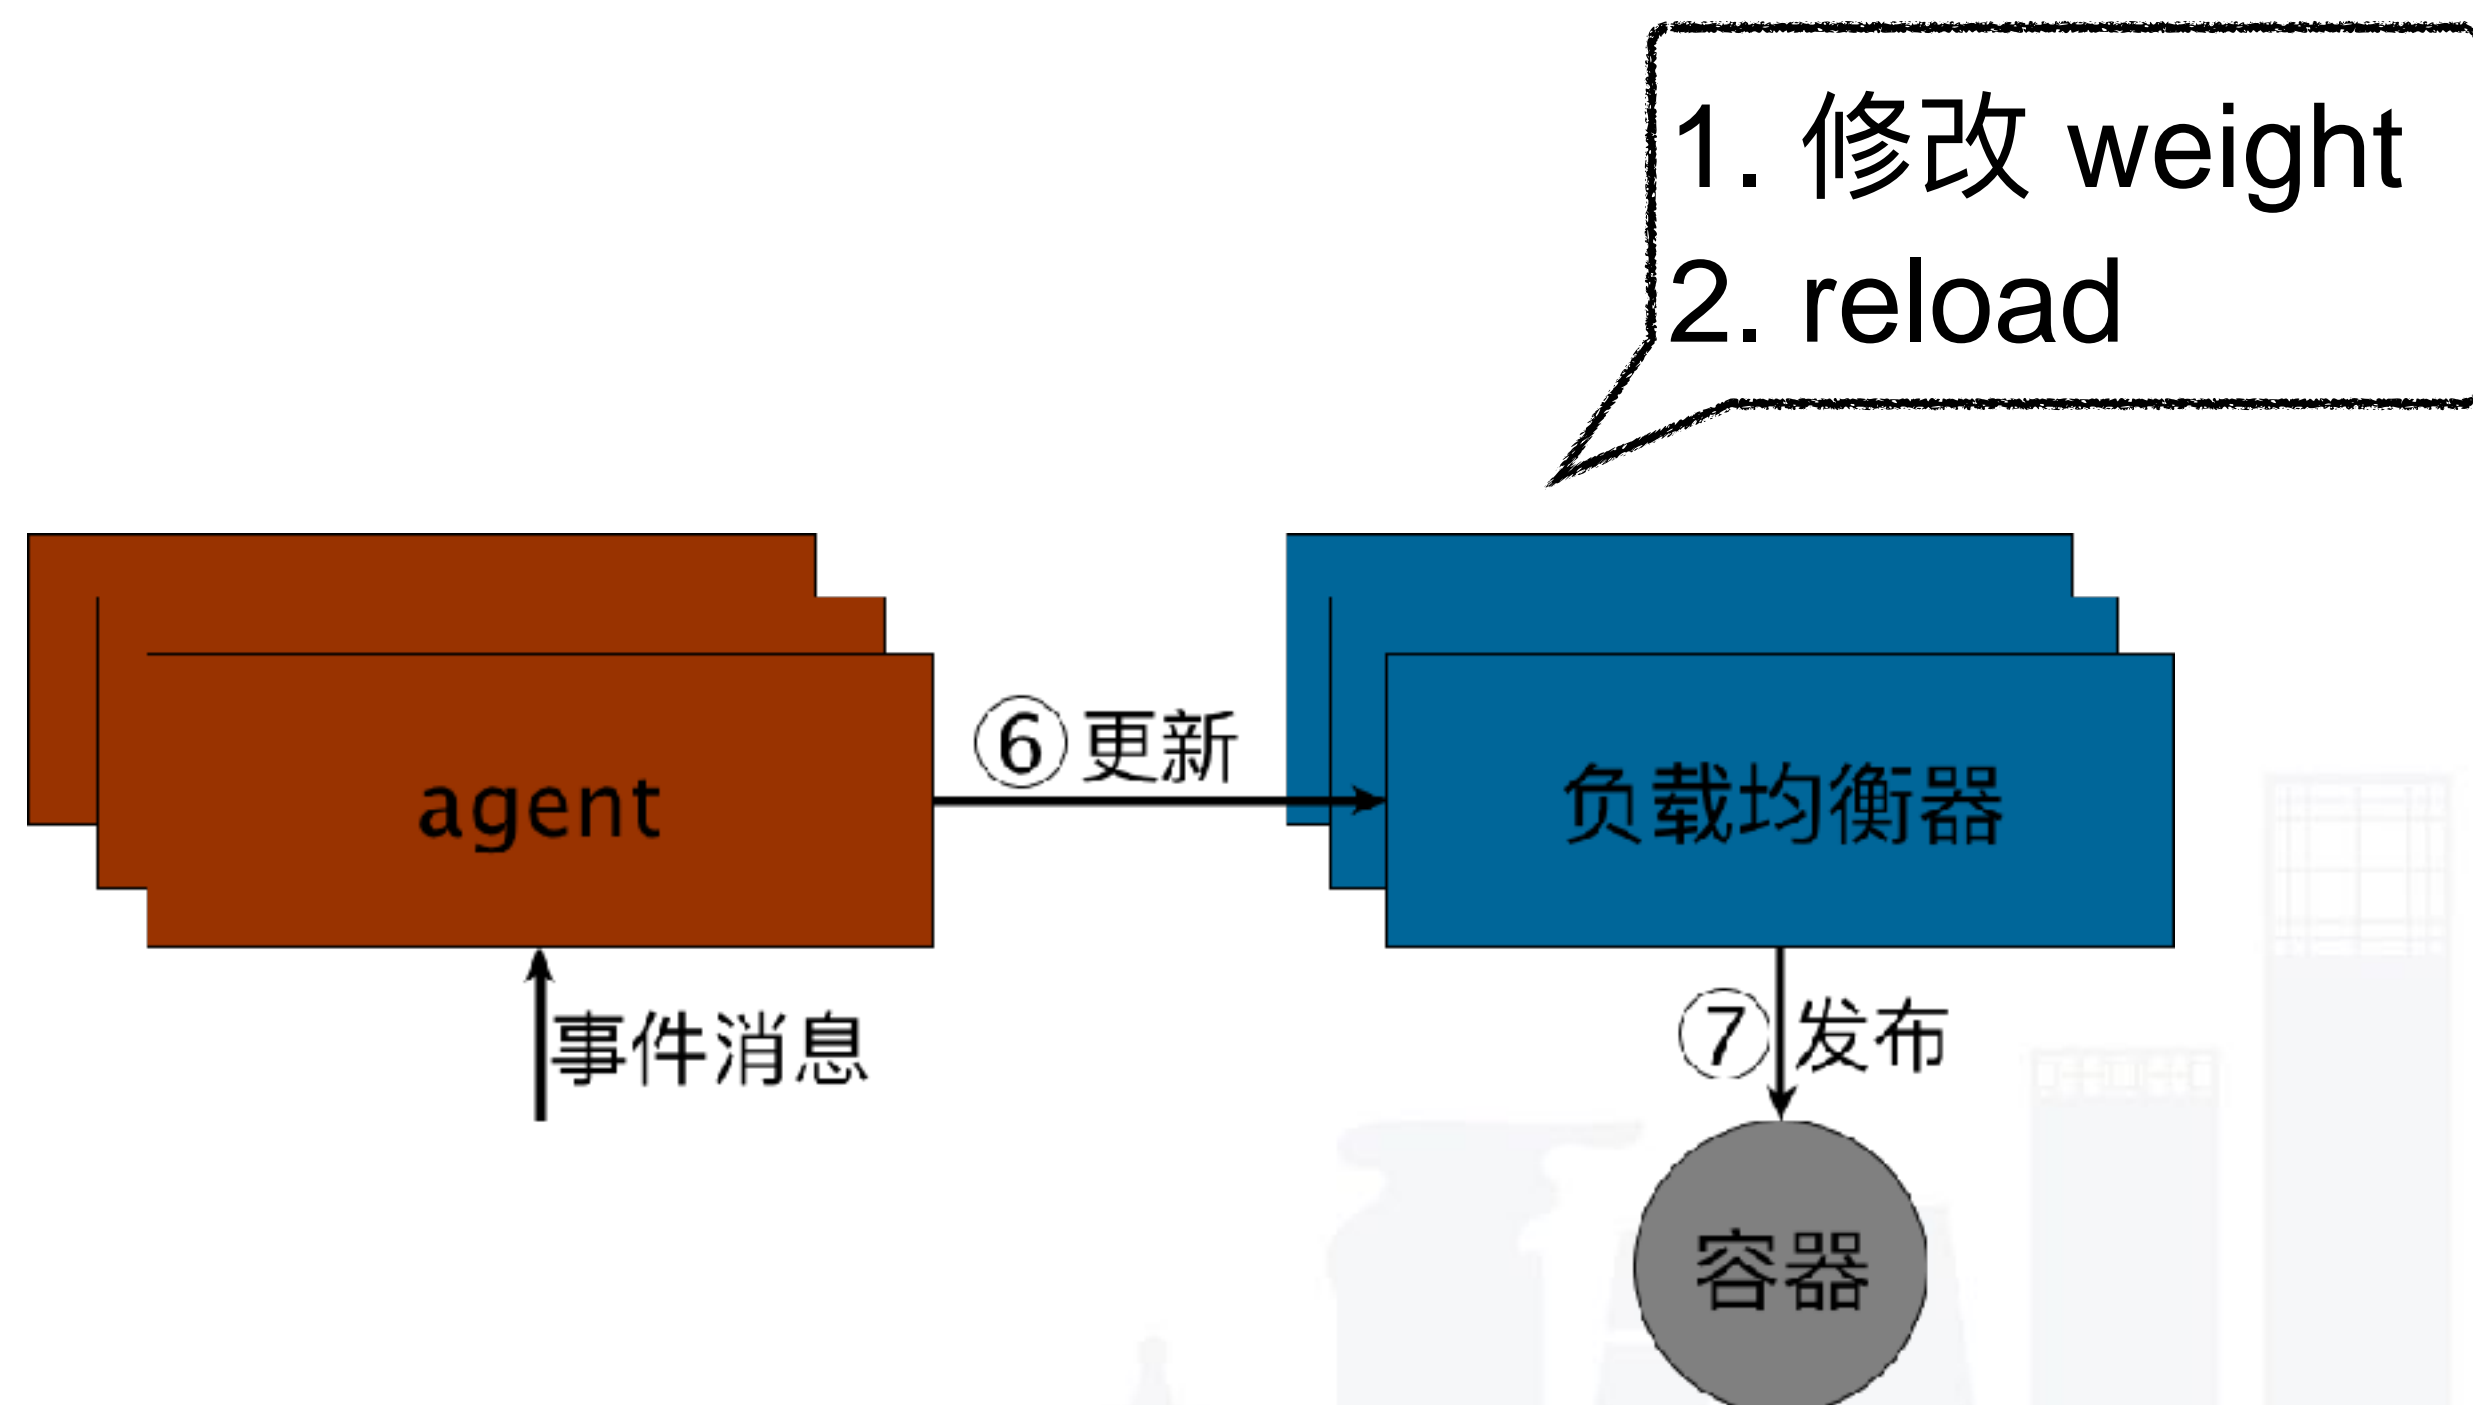 1. 修改 weight
2. reload
⑥更新
agent
负载均衡器
事件消息
⑦发布
容器